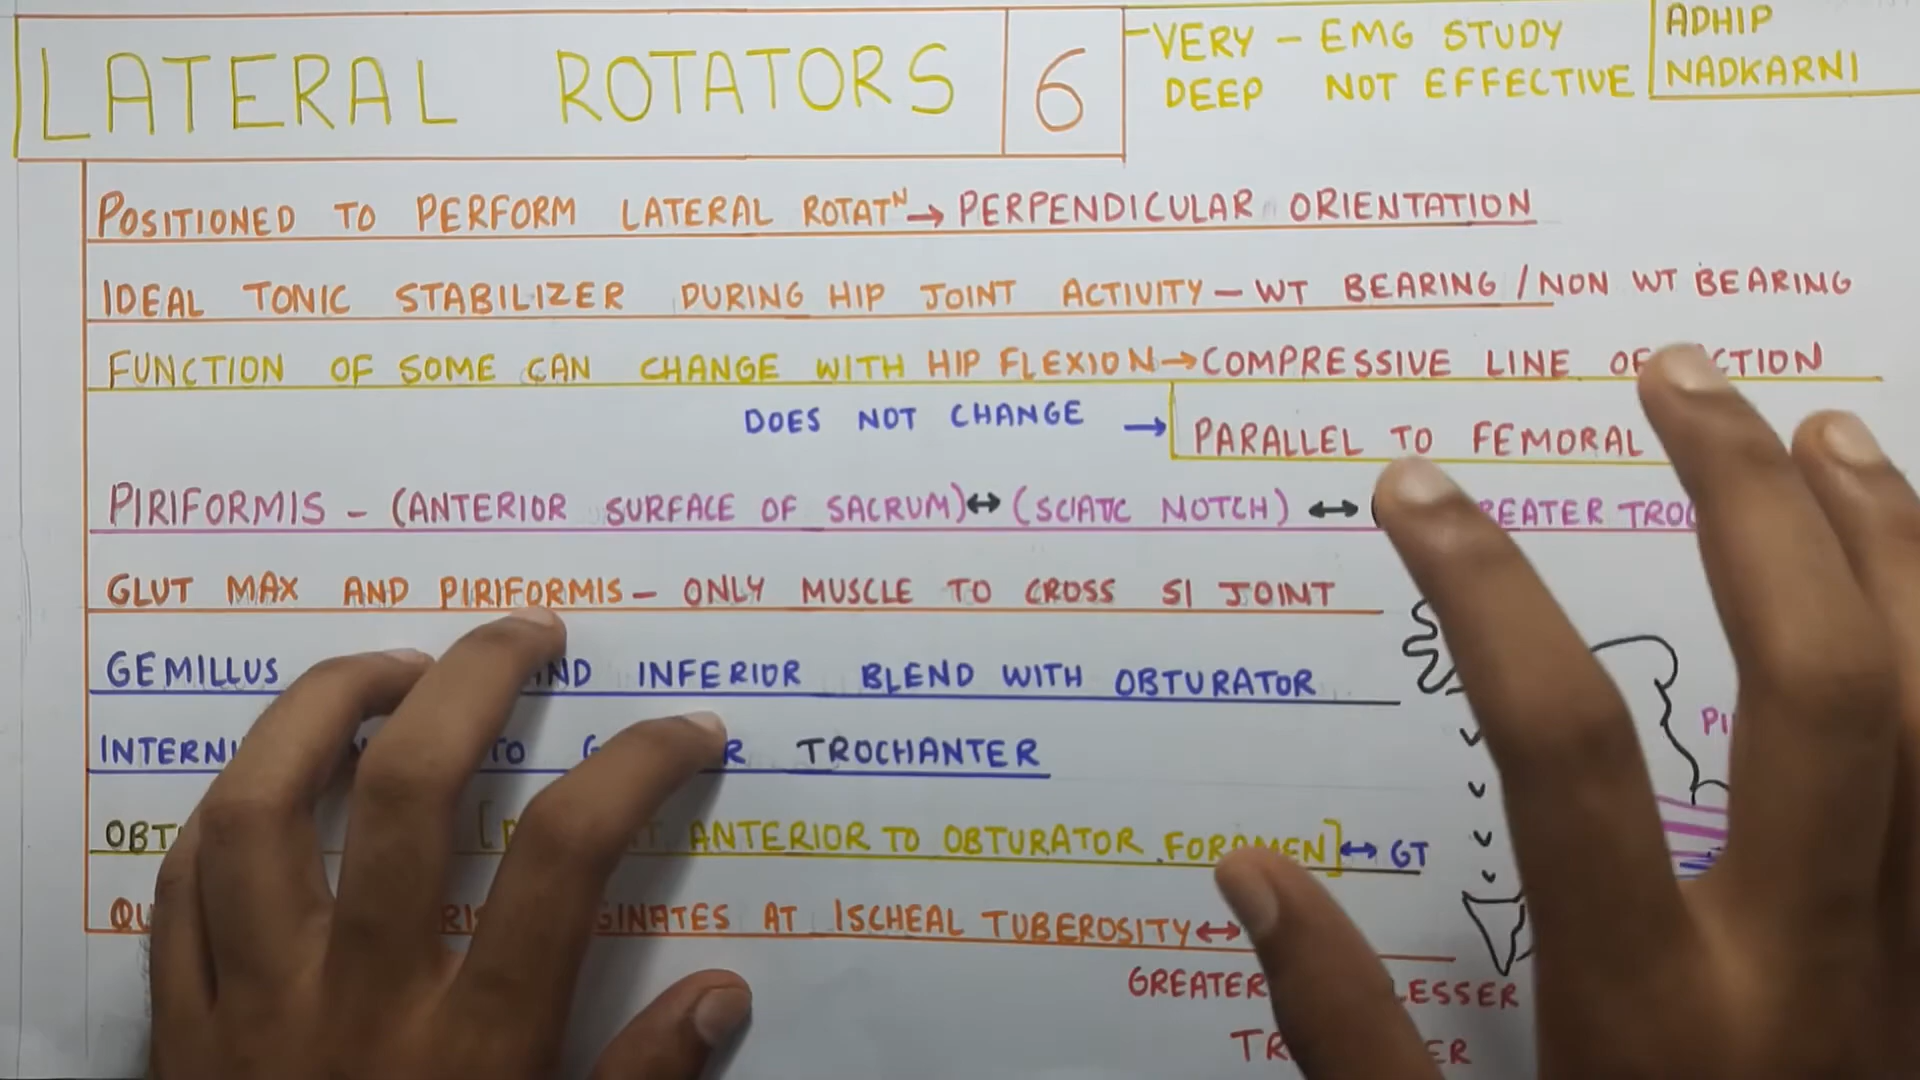 LATERAL ROTATORS 6
VERY - EMG STUDY
DEEP NOT EFFECTIVE
ADHIP
NADKARNI
POSITIONED TO PERFORM LATERAL ROTATN → PERPENDICULAR ORIENTATION
IDEAL TONIC STABILIZER DURING HIP JOINT ACTIVITY - WT BEARING / NON WT BEARING
FUNCTION OF SOME CAN CHANGE WITH HIP FLEXION → COMPRESSIVE LINE OF
DOES NOT CHANGE → PARALLEL TO FEMORAL
PIRIFORMIS - (ANTERIOR SURFACE OF SACRUM) ↔ (SCIATIC NOTCH) ↔
GLUT MAX AND PIRIFORMIS - ONLY MUSCLE TO CROSS SI JOINT
GEMILLUS INFERIOR BLEND WITH OBTURATOR
TO TROCHANTER
ANTERIOR TO OBTURATOR FORAMEN] ↔ GT
AT ISCHEAL TUBEROSITY ↔
GREATER LESSER